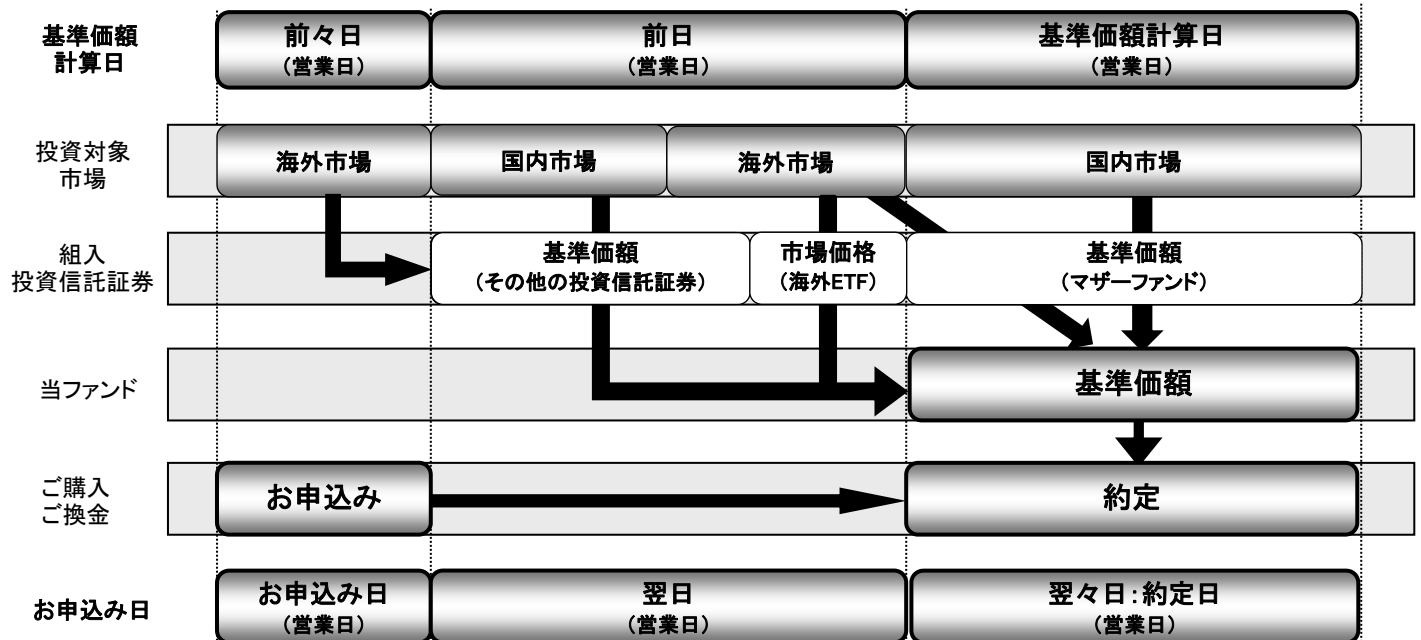 基準価額
計算日
前々日
（営業日）
前日
（営業日）
基準価額計算日
（営業日）
投資対象
市場
海外市場
国内市場
海外市場
国内市場
組入
投資信託証券
基準価額
（その他の投資信託証券）
市場価格
（海外ETF）
基準価額
（マザーファンド）
当ファンド
基準価額
ご購入
ご換金
お申込み
約定
お申込み日
お申込み日
（営業日）
翌日
（営業日）
翌々日：約定日
（営業日）